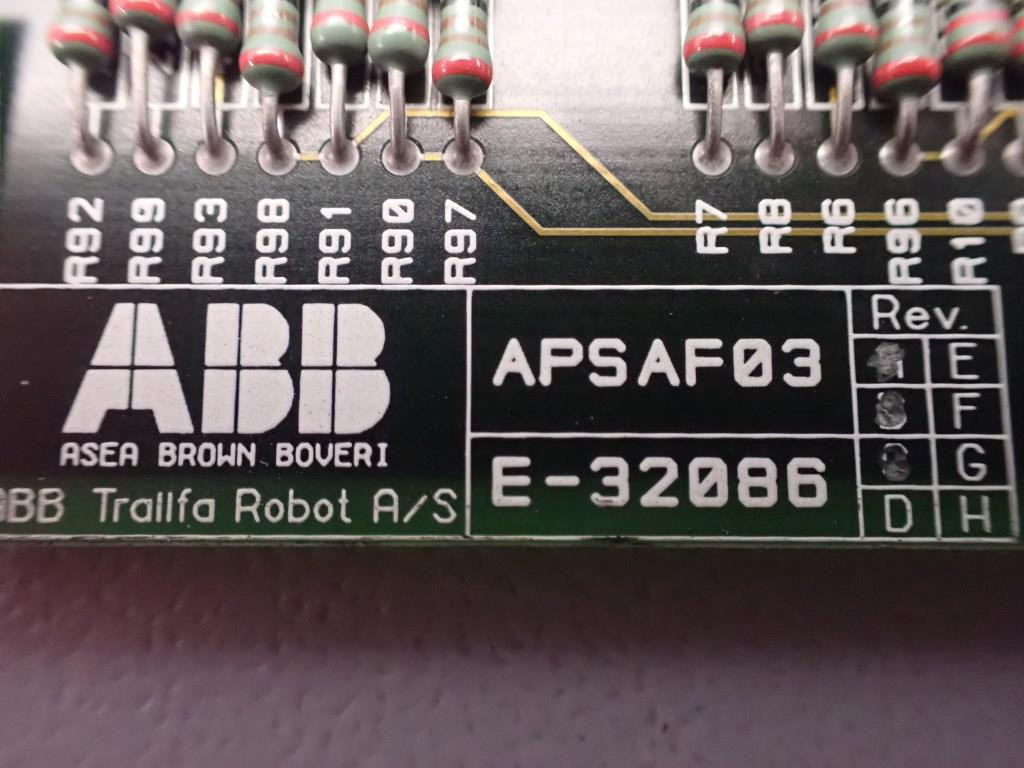 R92 R99 R93 R98 R91 R90 R97 R7 R8 R6 R96 R10
ABB
ASEA BROWN BOVERI
ABB Trallfa Robot A/S
APSAF03
E-32086
Rev.
E
F
G
D H